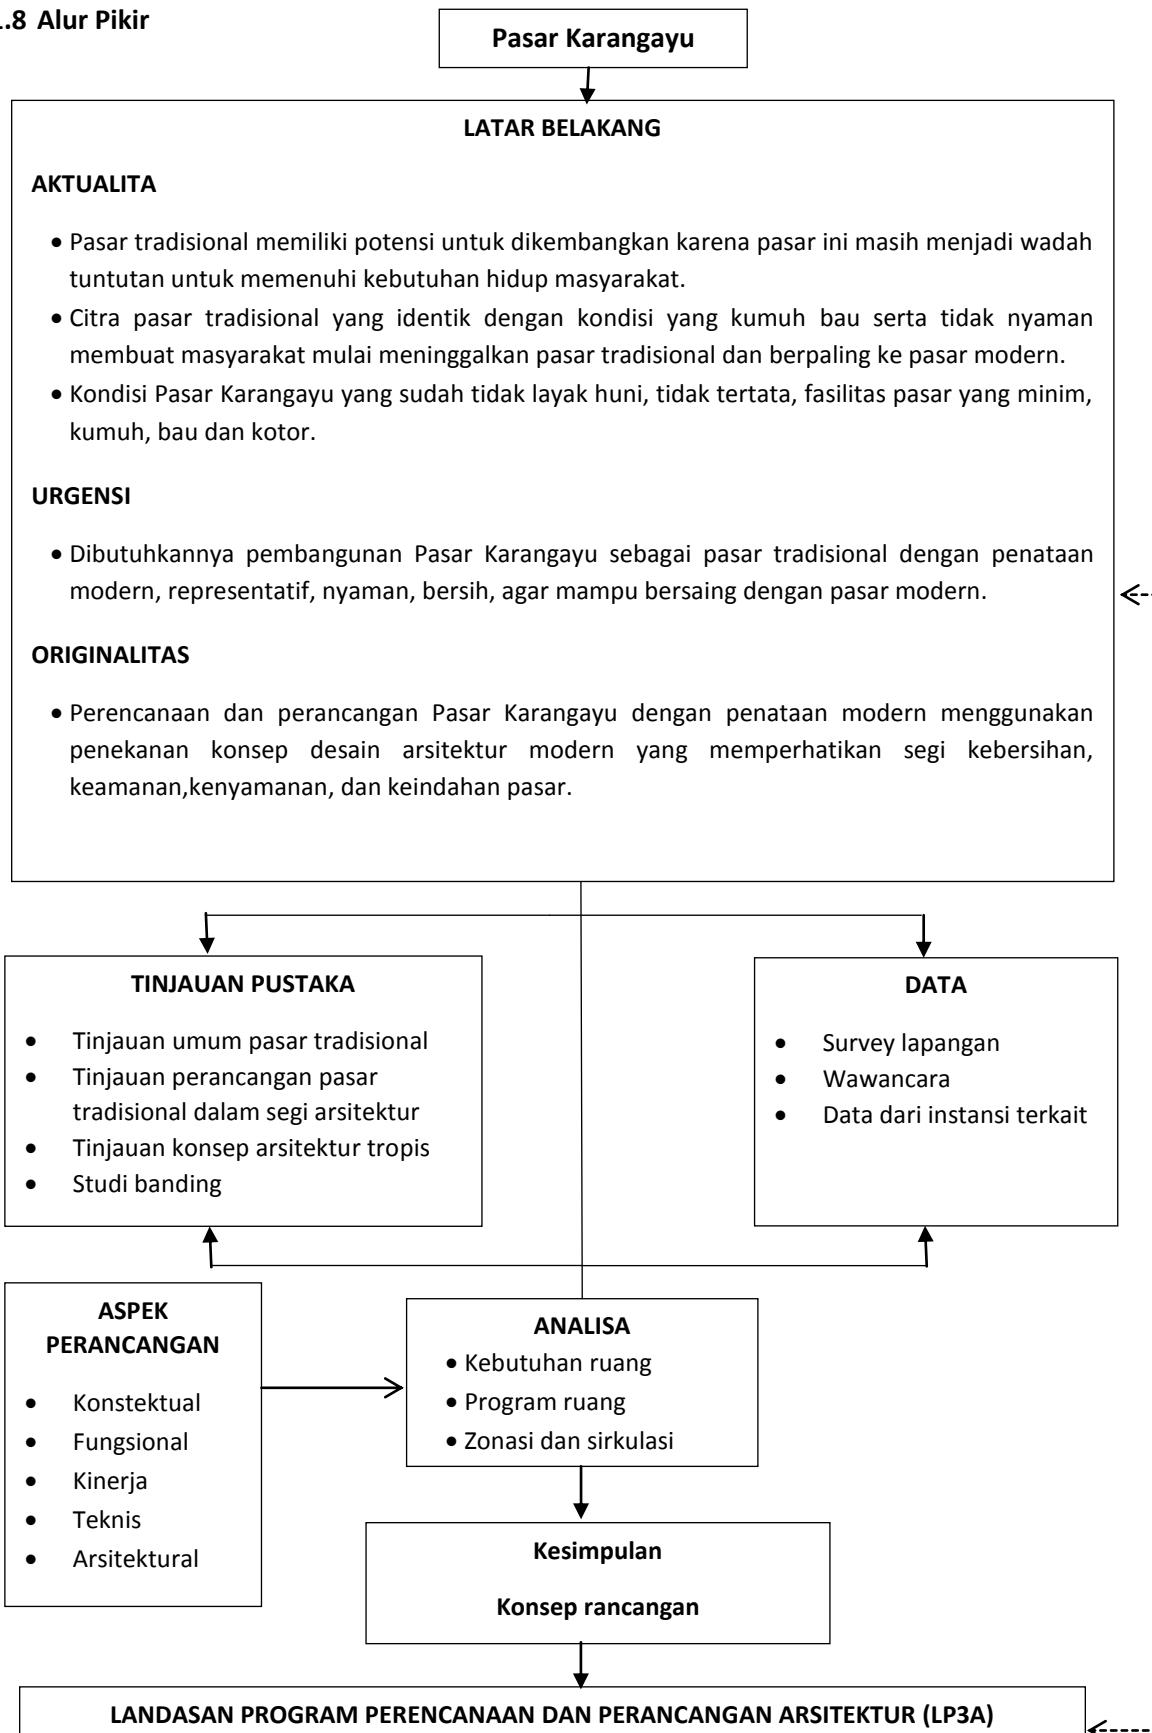 .8 Alur Pikir
Pasar Karangayu
LATAR BELAKANG
AKTUALITA
• Pasar tradisional memiliki potensi untuk dikembangkan karena pasar ini masih menjadi wadah
tuntutan untuk memenuhi kebutuhan hidup masyarakat.
• Citra pasar tradisional yang identik dengan kondisi yang kumuh bau serta tidak nyaman
membuat masyarakat mulai meninggalkan pasar tradisional dan berpaling ke pasar modern.
• Kondisi Pasar Karangayu yang sudah tidak layak huni, tidak tertata, fasilitas pasar yang minim,
kumuh, bau dan kotor.
URGENSI
• Dibutuhkannya pembangunan Pasar Karangayu sebagai pasar tradisional dengan penataan
modern, representatif, nyaman, bersih, agar mampu bersaing dengan pasar modern.
ORIGINALITAS
• Perencanaan dan perancangan Pasar Karangayu dengan penataan modern menggunakan
penekanan konsep desain arsitektur modern yang memperhatikan segi kebersihan,
keamanan,kenyamanan, dan keindahan pasar.
TINJAUAN PUSTAKA
• Tinjauan umum pasar tradisional
• Tinjauan perancangan pasar
tradisional dalam segi arsitektur
• Tinjauan konsep arsitektur tropis
• Studi banding
DATA
• Survey lapangan
• Wawancara
• Data dari instansi terkait
ASPEK
PERANCANGAN
• Konstektual
• Fungsional
• Kinerja
• Teknis
• Arsitektural
ANALISA
• Kebutuhan ruang
• Program ruang
• Zonasi dan sirkulasi
Kesimpulan
Konsep rancangan
LANDASAN PROGRAM PERENCANAAN DAN PERANCANGAN ARSITEKTUR (LP3A)